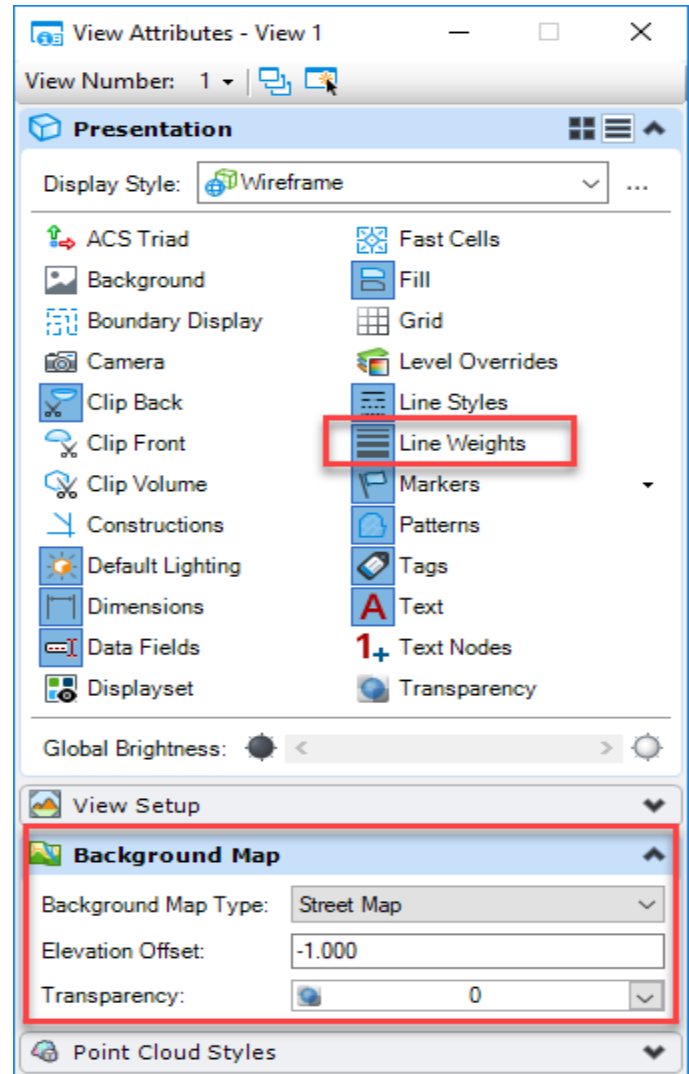 View Attributes - View 1
View Number: 1
Presentation
Display Style: Wireframe ...
ACS Triad Fast Cells
Background Fill
Boundary Display Grid
Camera Level Overrides
Clip Back Line Styles
Clip Front Line Weights
Clip Volume Markers
Constructions Patterns
Default Lighting Tags
Dimensions A Text
Data Fields 1+ Text Nodes
Displayset Transparency
Global Brightness:
View Setup
Background Map
Background Map Type: Street Map
Elevation Offset: -1.000
Transparency: 0
Point Cloud Styles